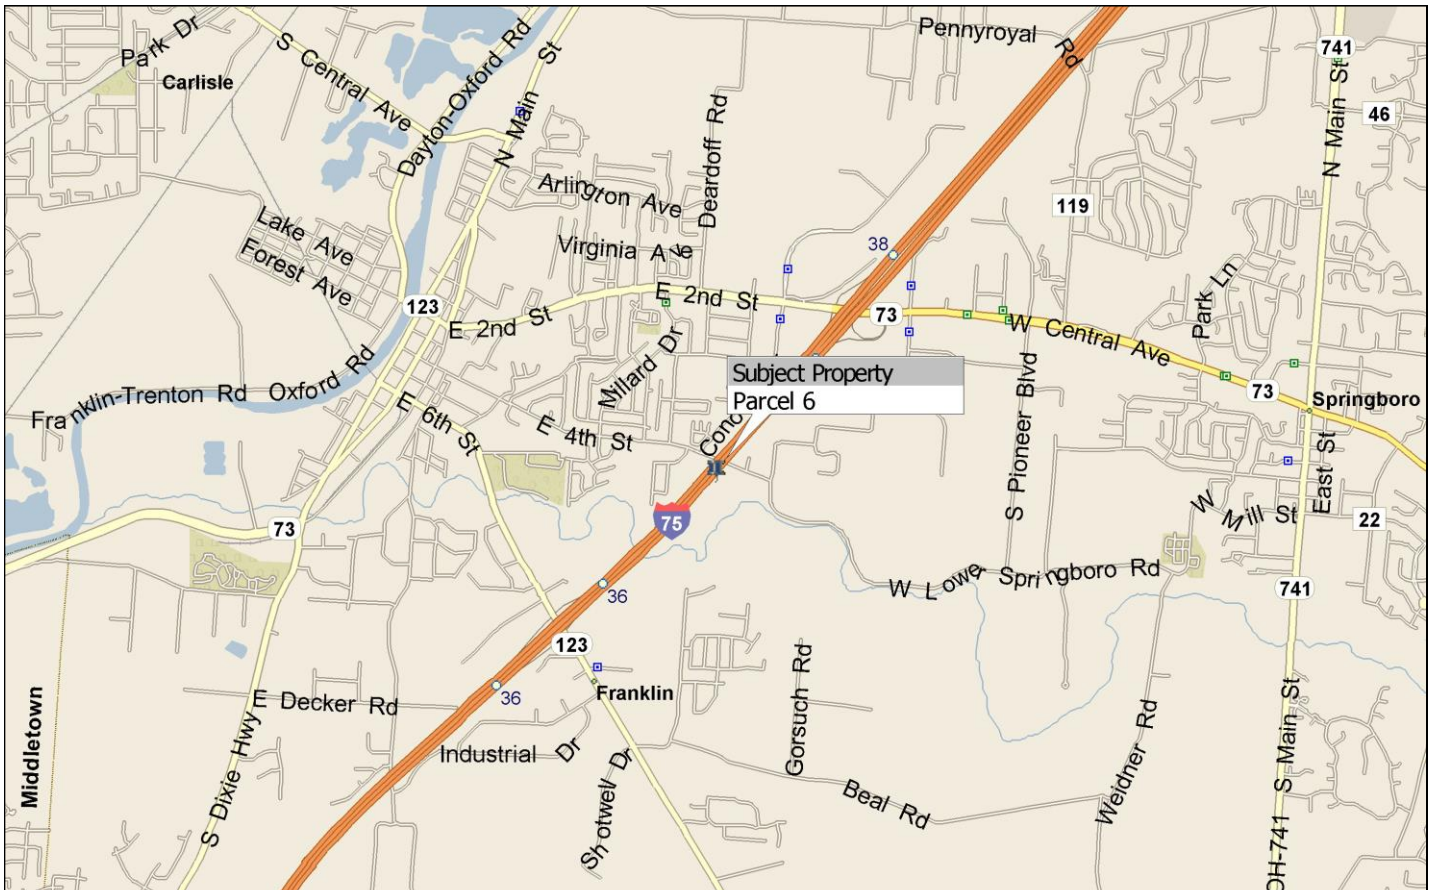 Park Dr
Carlisle
S Central Ave
Dayton-Oxford Rd
N Main St
Pennyroyal Rd
741
N Main St
46
Deardoff Rd
Arlington Ave
119
Lake Ave
Forest Ave
Virginia Ave
38
Park Ln
123
E 2nd St
E 2nd St
73
W Central Ave
Millard Dr
S Pioneer Blvd
Subject Property
Parcel 6
Franklin-Trenton Rd
Oxford Rd
73
Springboro
E 6th St
E 4th St
East St
W Mill St
22
73
75
W Lower Springboro Rd
741
36
123
Franklin
36
E Decker Rd
Middletown
S Dixie Hwy
Industrial Dr
Shotwel Dr
Gorsuch Rd
Beal Rd
Weidner Rd
OH-741 S Main St